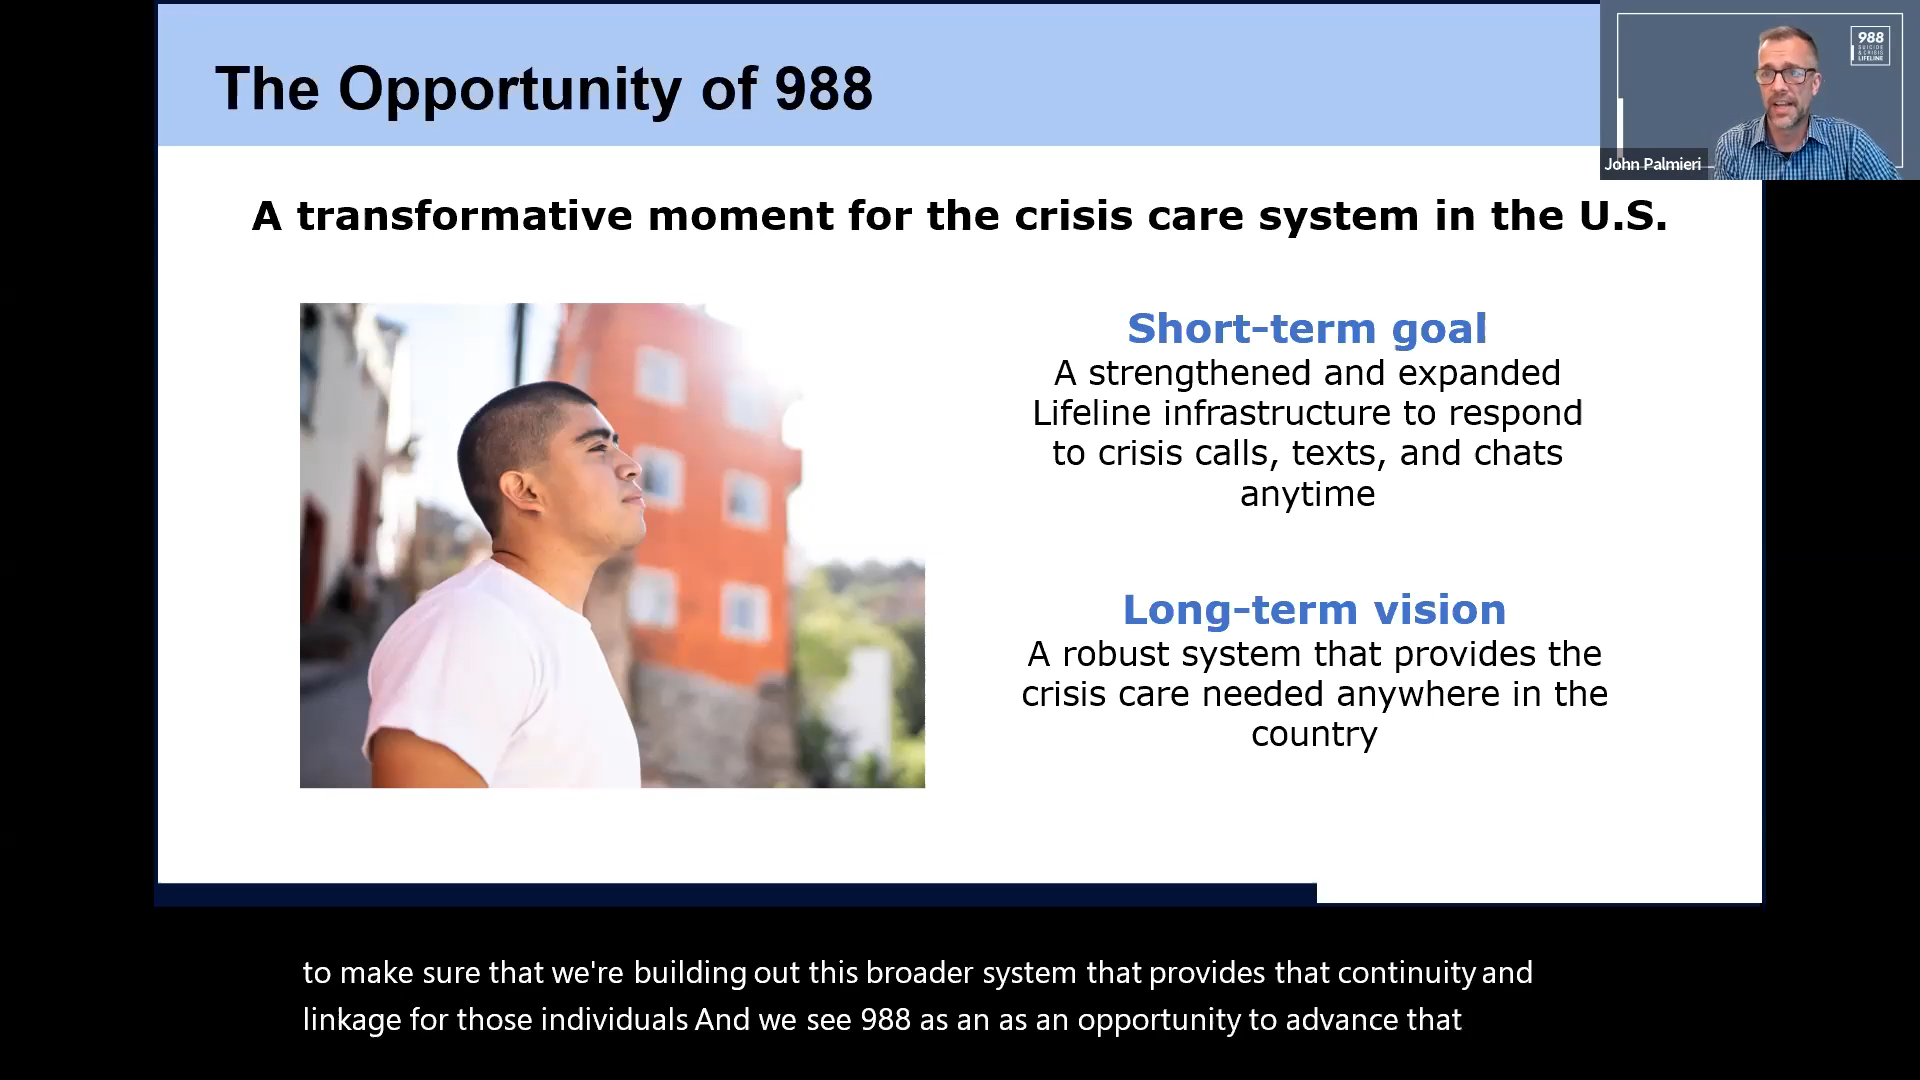 The Opportunity of 988
988
SUICIDE
& CRISIS
LIFELINE
John Palmieri
A transformative moment for the crisis care system in the U.S.
Short-term goal
A strengthened and expanded
Lifeline infrastructure to respond
to crisis calls, texts, and chats
anytime
Long-term vision
A robust system that provides the
crisis care needed anywhere in the
country
to make sure that we're building out this broader system that provides that continuity and
linkage for those individuals And we see 988 as an as an opportunity to advance that